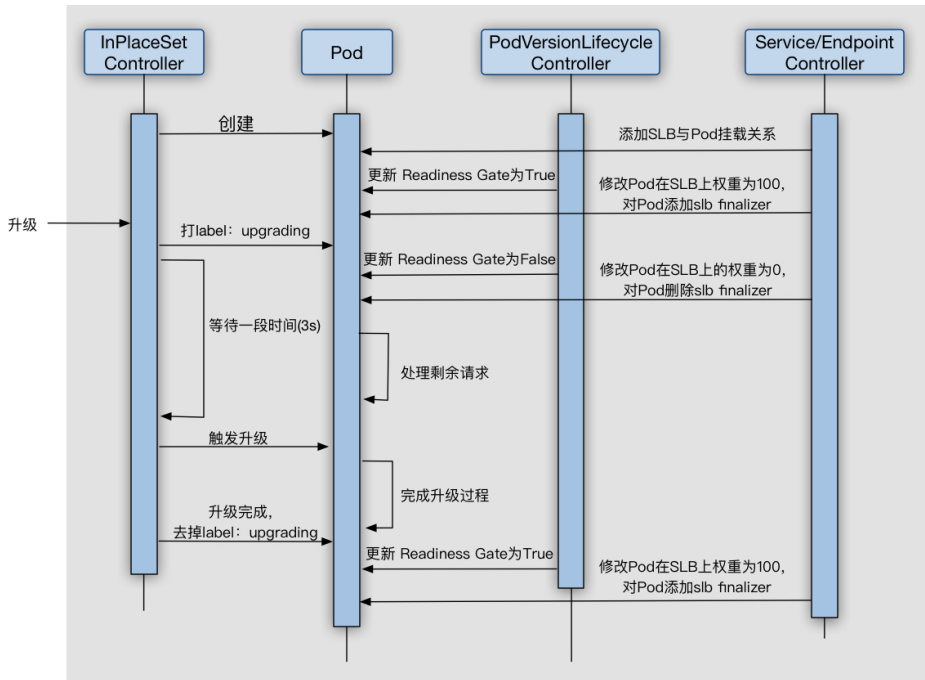 InPlaceSet
Controller
Pod
PodVersionLifecycle
Controller
Service/Endpoint
Controller
创建
添加SLB与Pod挂载关系
更新 Readiness Gate为True
修改Pod在SLB上权重为100，
对Pod添加slb finalizer
升级
打label：upgrading
更新 Readiness Gate为False
修改Pod在SLB上的权重为0，
对Pod删除slb finalizer
等待一段时间(3s)
处理剩余请求
触发升级
完成升级过程
升级完成，
去掉label：upgrading
更新 Readiness Gate为True
修改Pod在SLB上权重为100，
对Pod添加slb finalizer